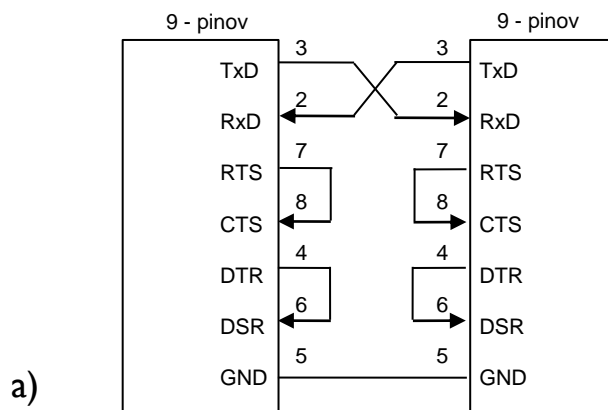 9 - pinov 9 - pinov
3 3
TxD TxD
2 2
RxD RxD
7 7
RTS RTS
8 8
CTS CTS
4 4
DTR DTR
6 6
DSR DSR
5 5
GND GND
a)